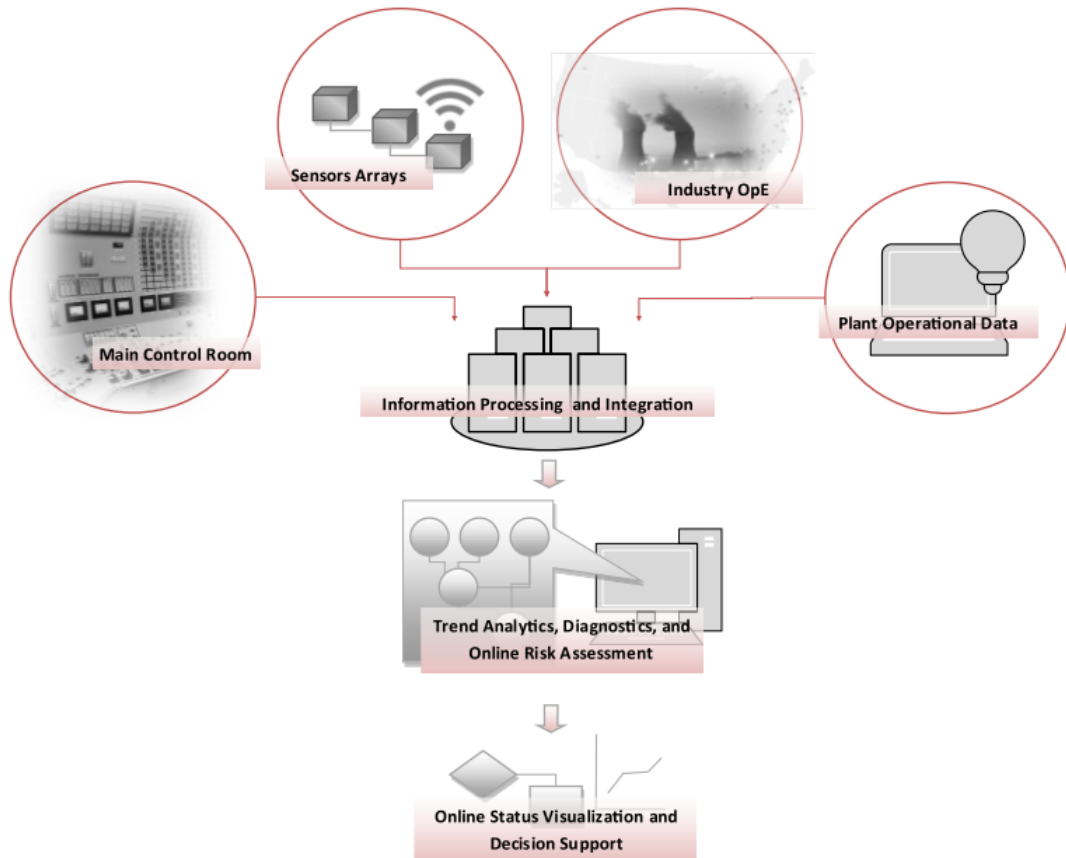 Sensors Arrays
Industry OpE
Main Control Room
Plant Operational Data
Information Processing and Integration
Trend Analytics, Diagnostics, and
Online Risk Assessment
Online Status Visualization and
Decision Support